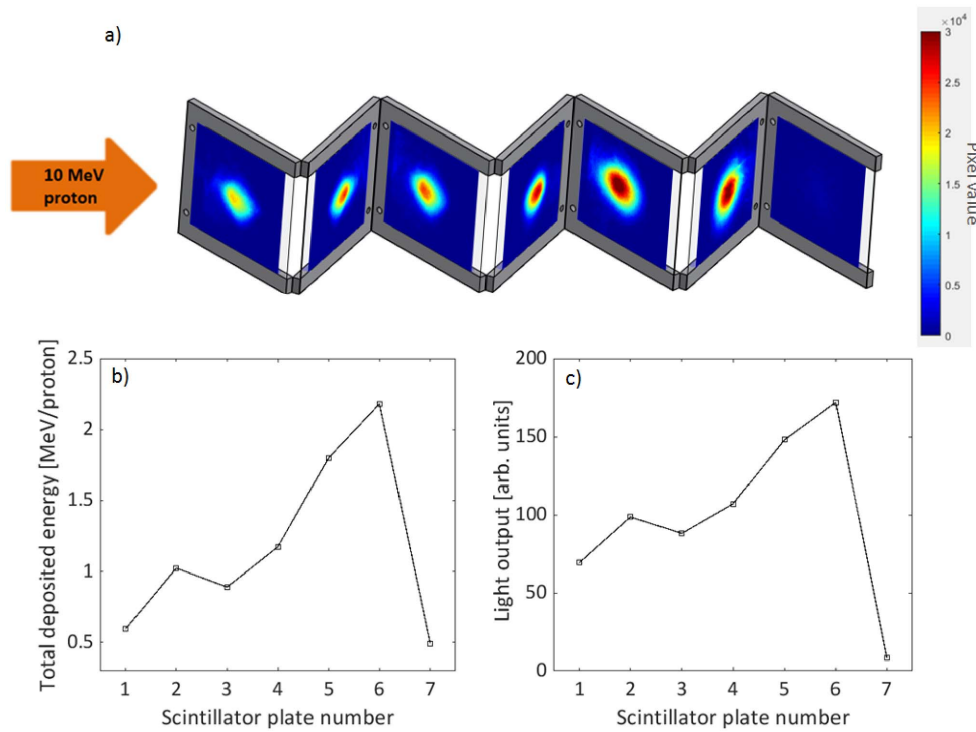 a)
10 MeV
proton
×10⁴
3
2.5
2
1.5
1
0.5
0
Pixel value
b)
Total deposited energy [MeV/proton]
2.5
2
1.5
1
0.5
1 2 3 4 5 6 7
Scintillator plate number
c)
Light output [arb. units]
200
150
100
50
0
1 2 3 4 5 6 7
Scintillator plate number